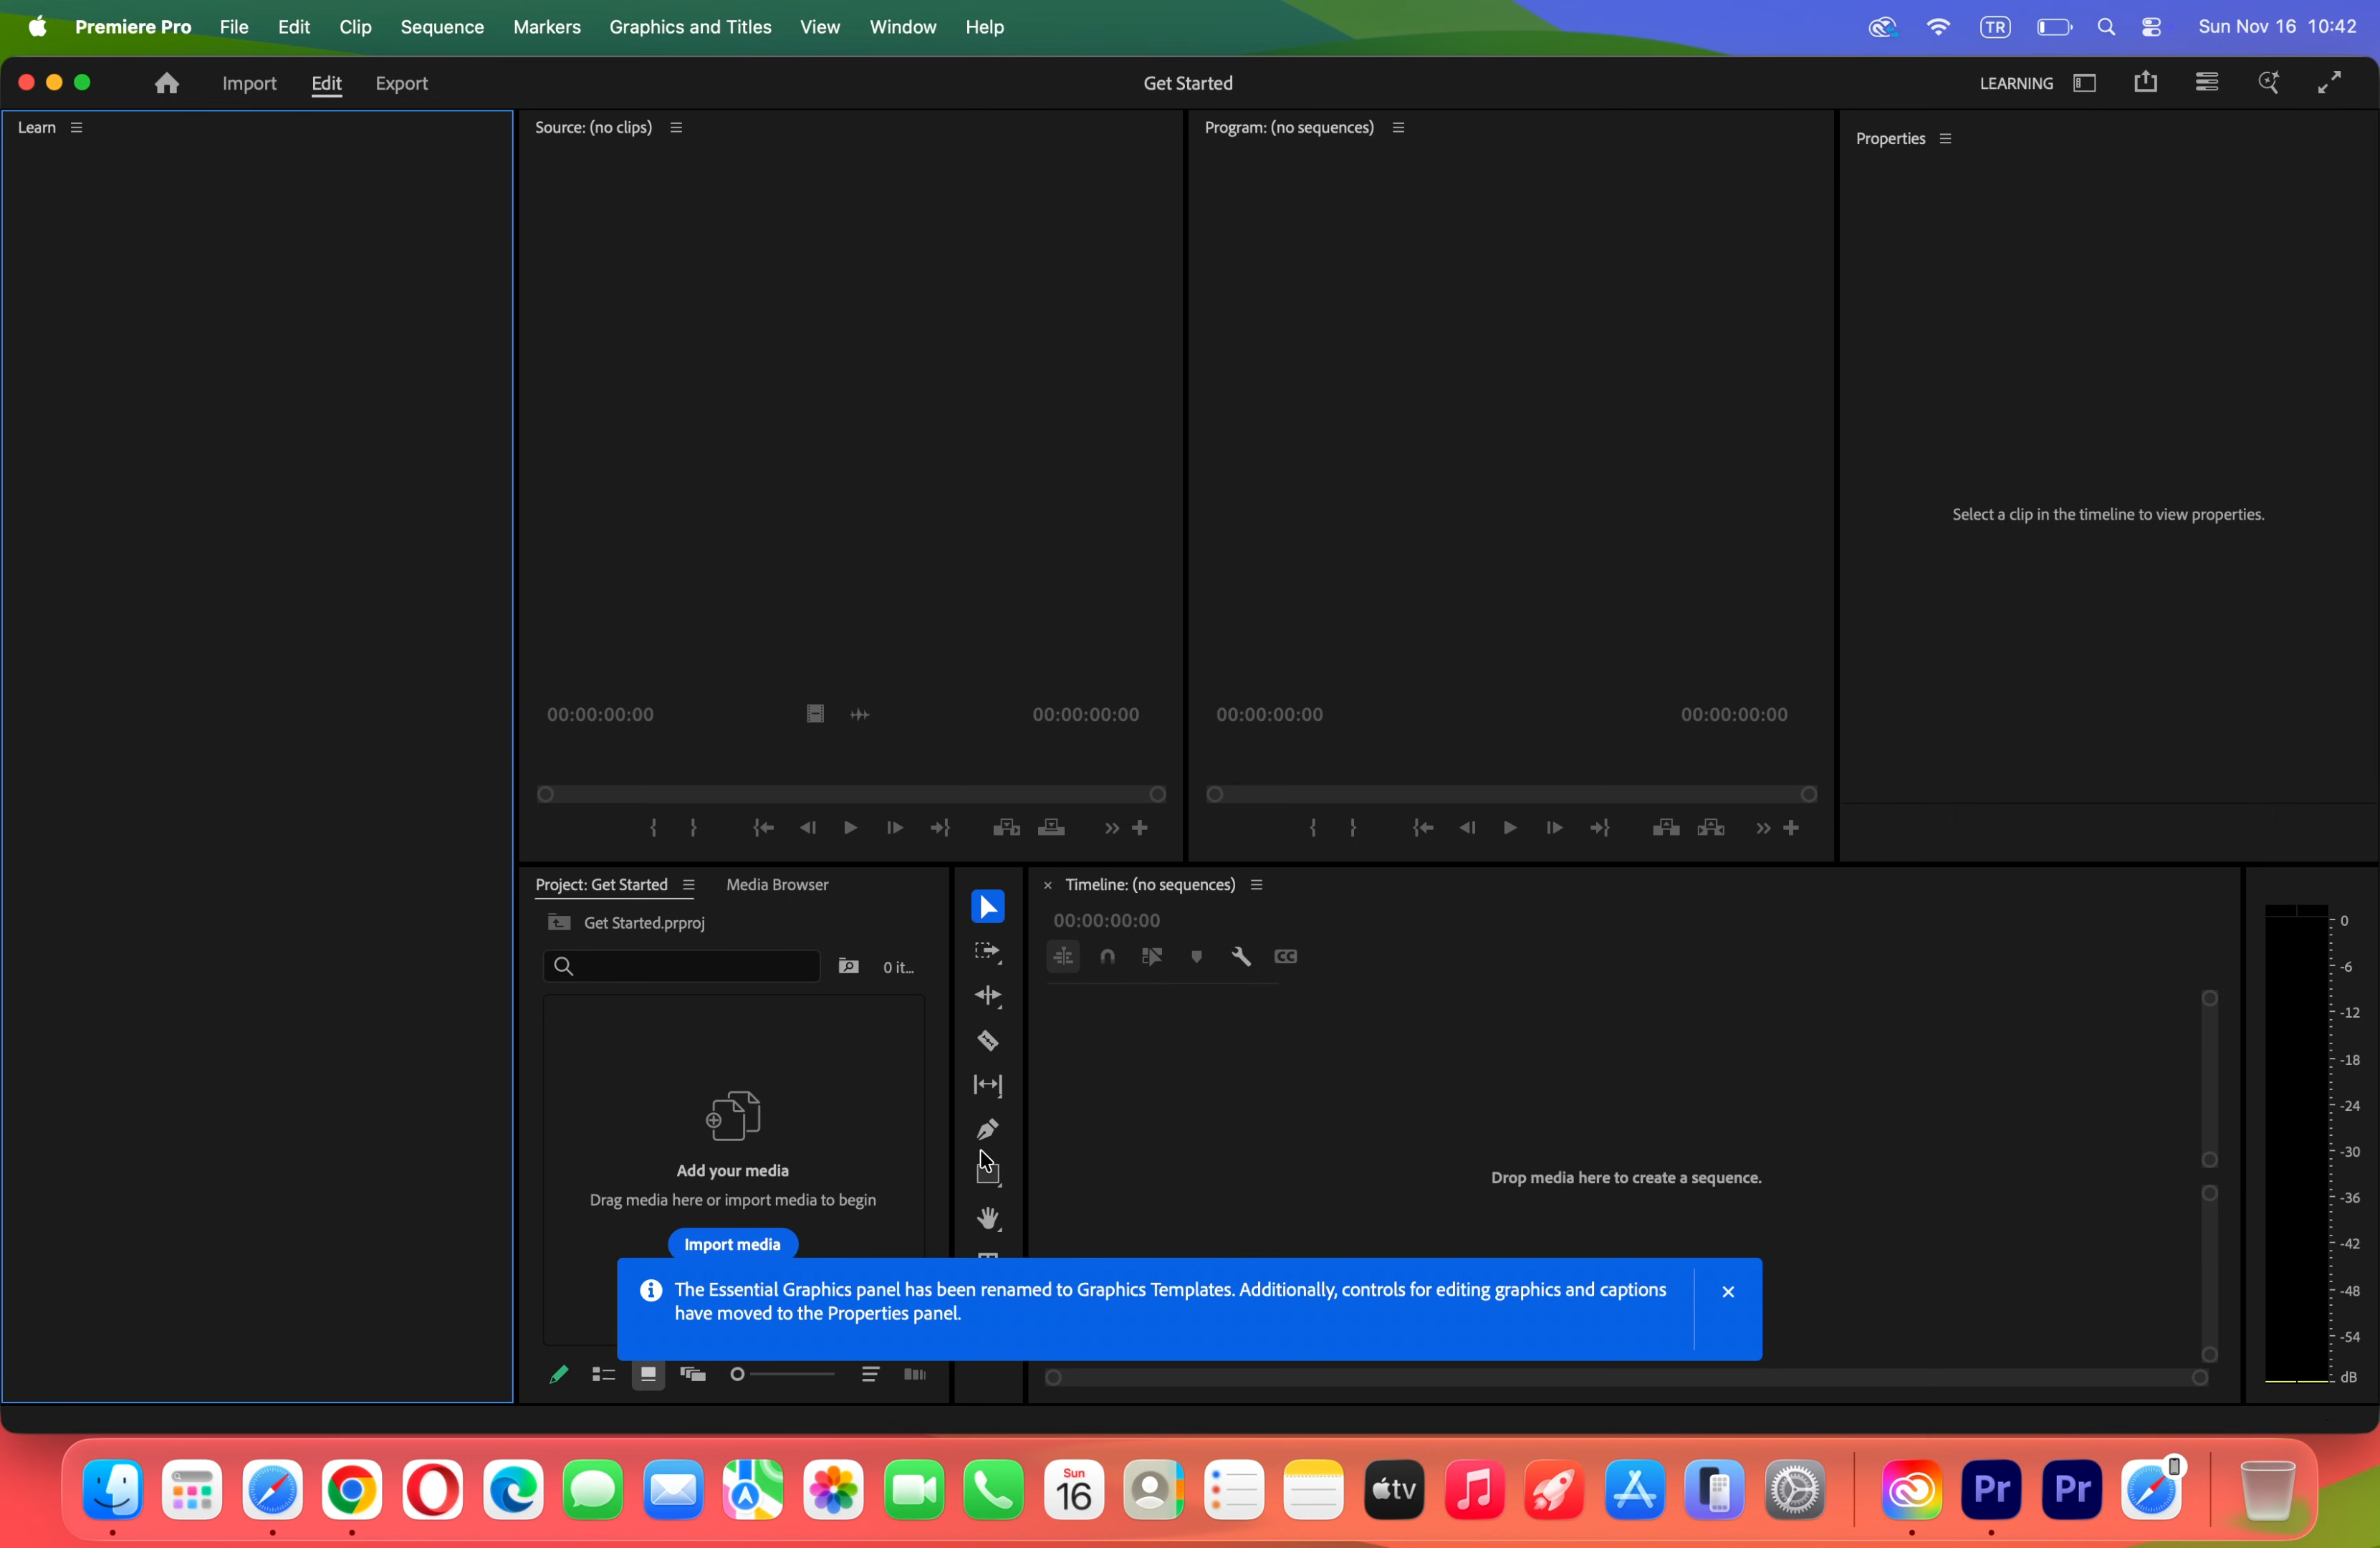 Premiere Pro File Edit Clip Sequence Markers Graphics and Titles View Window Help TR Sun Nov 16 10:42
Import Edit Export Get Started LEARNING
Learn
Source: (no clips)
Program: (no sequences)
Properties
Select a clip in the timeline to view properties.
00:00:00:00 00:00:00:00
00:00:00:00 00:00:00:00
Project: Get Started Media Browser
Get Started.prproj
0 it...
Add your media
Drag media here or import media to begin
Import media
Timeline: (no sequences)
00:00:00:00
CC
Drop media here to create a sequence.
0
-6
-12
-18
-24
-30
-36
-42
-48
-54
dB
The Essential Graphics panel has been renamed to Graphics Templates. Additionally, controls for editing graphics and captions
have moved to the Properties panel.
Sun
16
tv
Pr
Pr